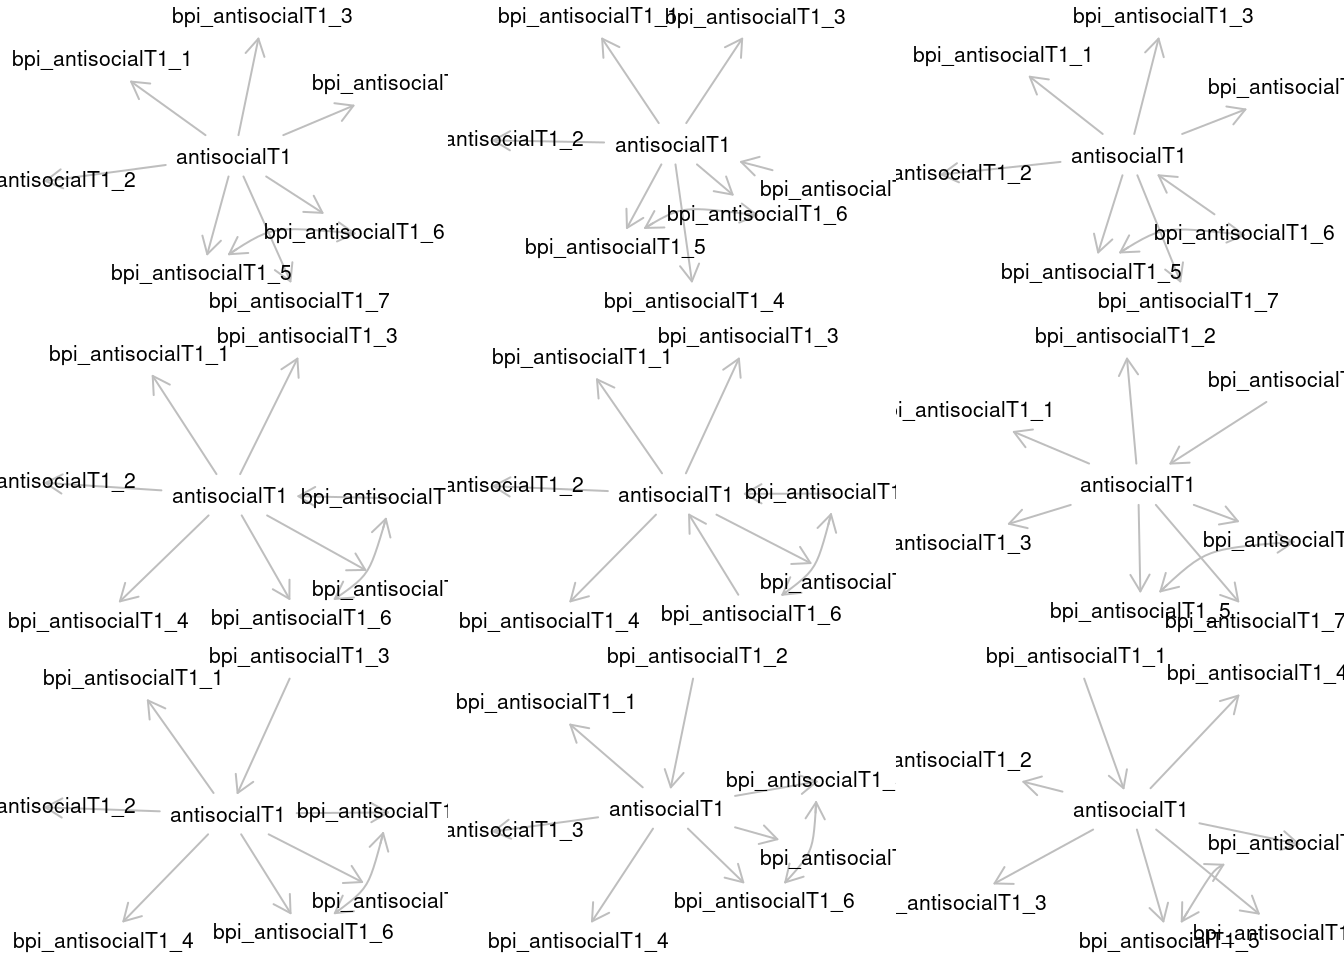 bpi_antisocialT1_3
bpi_antisocialT1_1
bpi_antisocialT
antisocialT1
antisocialT1_2
bpi_antisocialT1_6
bpi_antisocialT1_5
bpi_antisocialT1_7
bpi_antisocialT1_1
bpi_antisocialT1_3
antisocialT1_2
antisocialT1
bpi_antisocialT
bpi_antisocialT1_6
bpi_antisocialT1_5
bpi_antisocialT1_4
bpi_antisocialT1_3
bpi_antisocialT1_1
bpi_antisocialT
antisocialT1
antisocialT1_2
bpi_antisocialT1_6
bpi_antisocialT1_5
bpi_antisocialT1_7
bpi_antisocialT1_3
bpi_antisocialT1_1
antisocialT1_2
antisocialT1
bpi_antisocialT
bpi_antisocialT
bpi_antisocialT1_6
bpi_antisocialT1_4
bpi_antisocialT1_3
bpi_antisocialT1_1
antisocialT1_2
antisocialT1
bpi_antisocialT1
bpi_antisocialT
bpi_antisocialT1_6
bpi_antisocialT1_4
bpi_antisocialT1_2
bpi_antisocialT
i_antisocialT1_1
antisocialT1
antisocialT1_3
bpi_antisocialT
bpi_antisocialT1_5
bpi_antisocialT1_7
bpi_antisocialT1_3
bpi_antisocialT1_1
antisocialT1_2
antisocialT1
bpi_antisocialT1
bpi_antisocialT
bpi_antisocialT1_6
bpi_antisocialT1_4
bpi_antisocialT1_2
bpi_antisocialT1_1
bpi_antisocialT1_
antisocialT1
antisocialT1_3
bpi_antisocialT
bpi_antisocialT1_6
bpi_antisocialT1_4
bpi_antisocialT1_1
bpi_antisocialT1_4
antisocialT1_2
antisocialT1
bpi_antisocialT
_antisocialT1_3
bpi_antisocialT1_5
bpi_antisocialT1